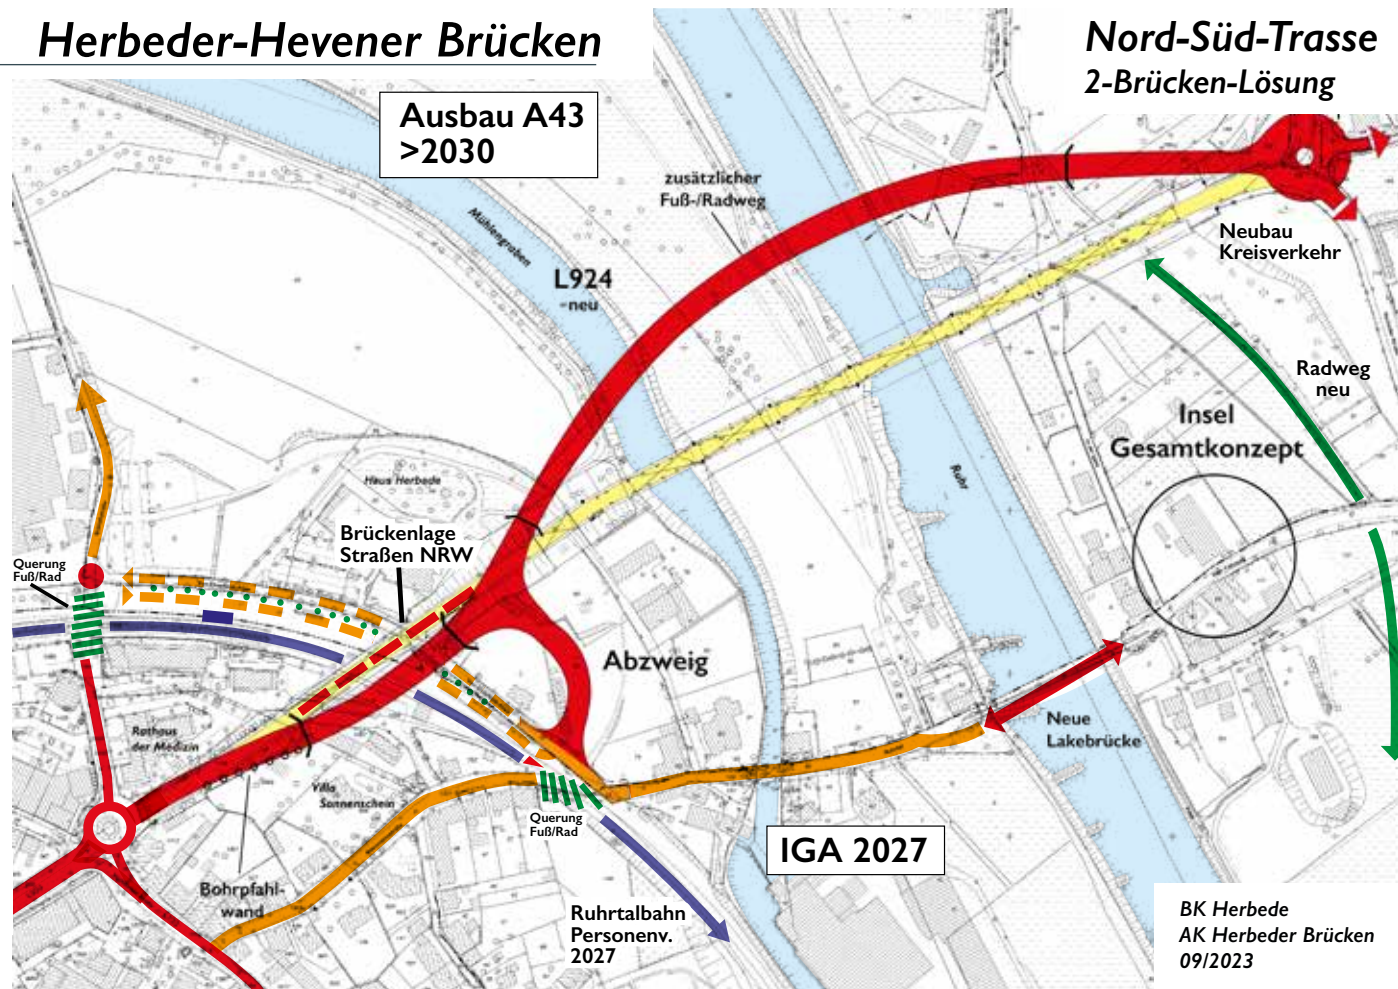 Herbeder-Hevener Brücken
Nord-Süd-Trasse
2-Brücken-Lösung
Ausbau A43
>2030
zusätzlicher
Fuß-/Radweg
Mühlengraben
L924
-neu
Neubau
Kreisverkehr
Radweg
neu
Insel
Gesamtkonzept
Ruhr
Haus Herbede
Brückenlage
Straßen NRW
Querung
Fuß/Rad
Abzweig
Rathaus
der Medizin
Villa
Sonnenschein
Neue
Lakebrücke
Querung
Fuß/Rad
IGA 2027
Bohrpfahl-
wand
Ruhrtalbahn
Personenv.
2027
BK Herbede
AK Herbeder Brücken
09/2023